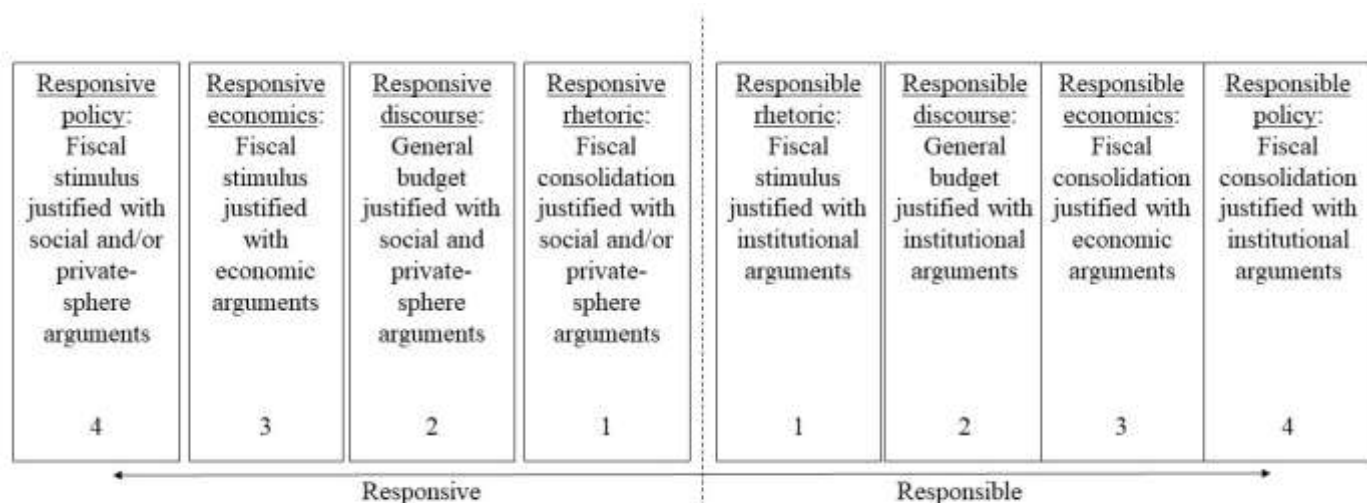 Responsive
policy:
Fiscal
stimulus
justified with
social and/or
private-
sphere
arguments
4
Responsive
economics:
Fiscal
stimulus
justified
with
economic
arguments
3
Responsive
discourse:
General
budget
justified with
social and
private-
sphere
arguments
2
Responsive
rhetoric:
Fiscal
consolidation
justified with
social and/or
private-
sphere
arguments
1
Responsible
rhetoric:
Fiscal
stimulus
justified with
institutional
arguments
1
Responsible
discourse:
General
budget
justified with
institutional
arguments
2
Responsible
economics:
Fiscal
consolidation
justified with
economic
arguments
3
Responsible
policy:
Fiscal
consolidation
justified with
institutional
arguments
4
Responsive
Responsible